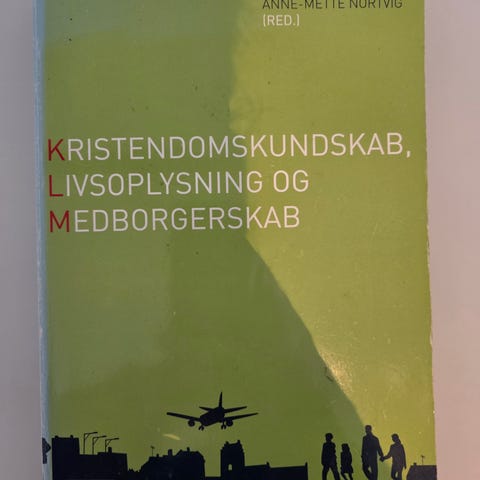 ANNE-METTE NORTVIG
(RED.)
KRISTENDOMSKUNDSKAB,
LIVSOPLYSNING OG
MEDBORGERSKAB